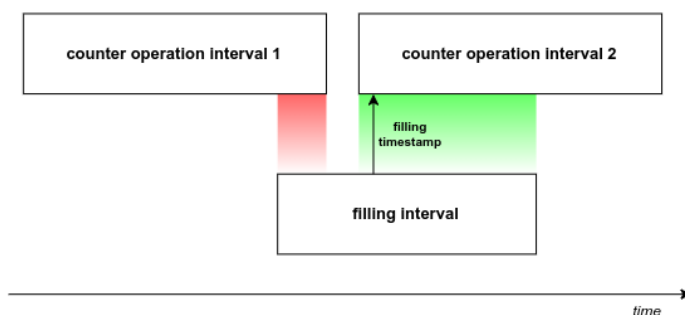 counter operation interval 1
counter operation interval 2
filling
timestamp
filling interval
time